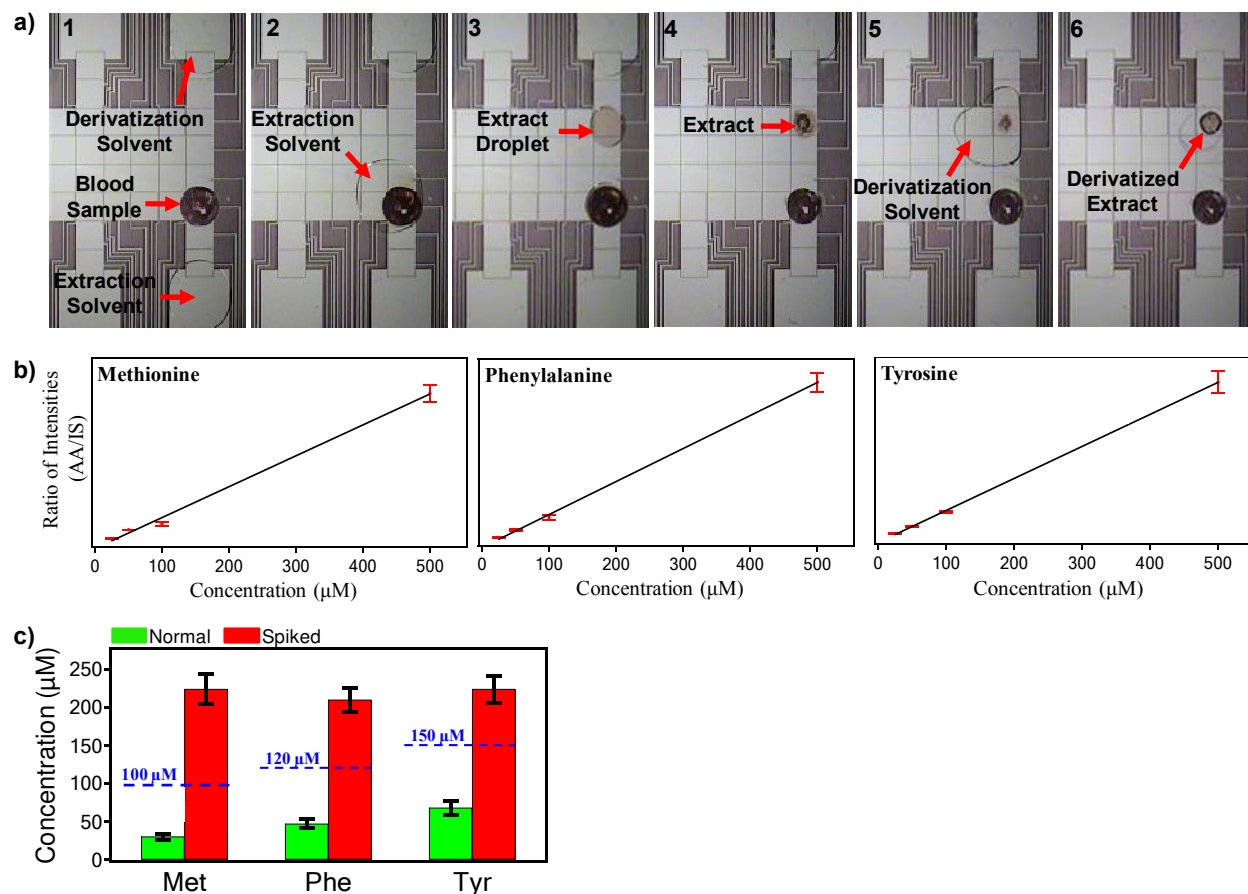 a)
1
2
3
4
5
6
Derivatization
Solvent
Blood
Sample
Extraction
Solvent
Extraction
Solvent
Extract
Droplet
Extract
Derivatization
Solvent
Derivatized
Extract
b)
Ratio of Intensities
(AA/IS)
Methionine
0 100 200 300 400 500
Concentration (µM)
Phenylalanine
0 100 200 300 400 500
Concentration (µM)
Tyrosine
0 100 200 300 400 500
Concentration (µM)
c)
Normal Spiked
Concentration (µM)
250
200
150
100
50
0
100 µM
120 µM
150 µM
Met Phe Tyr